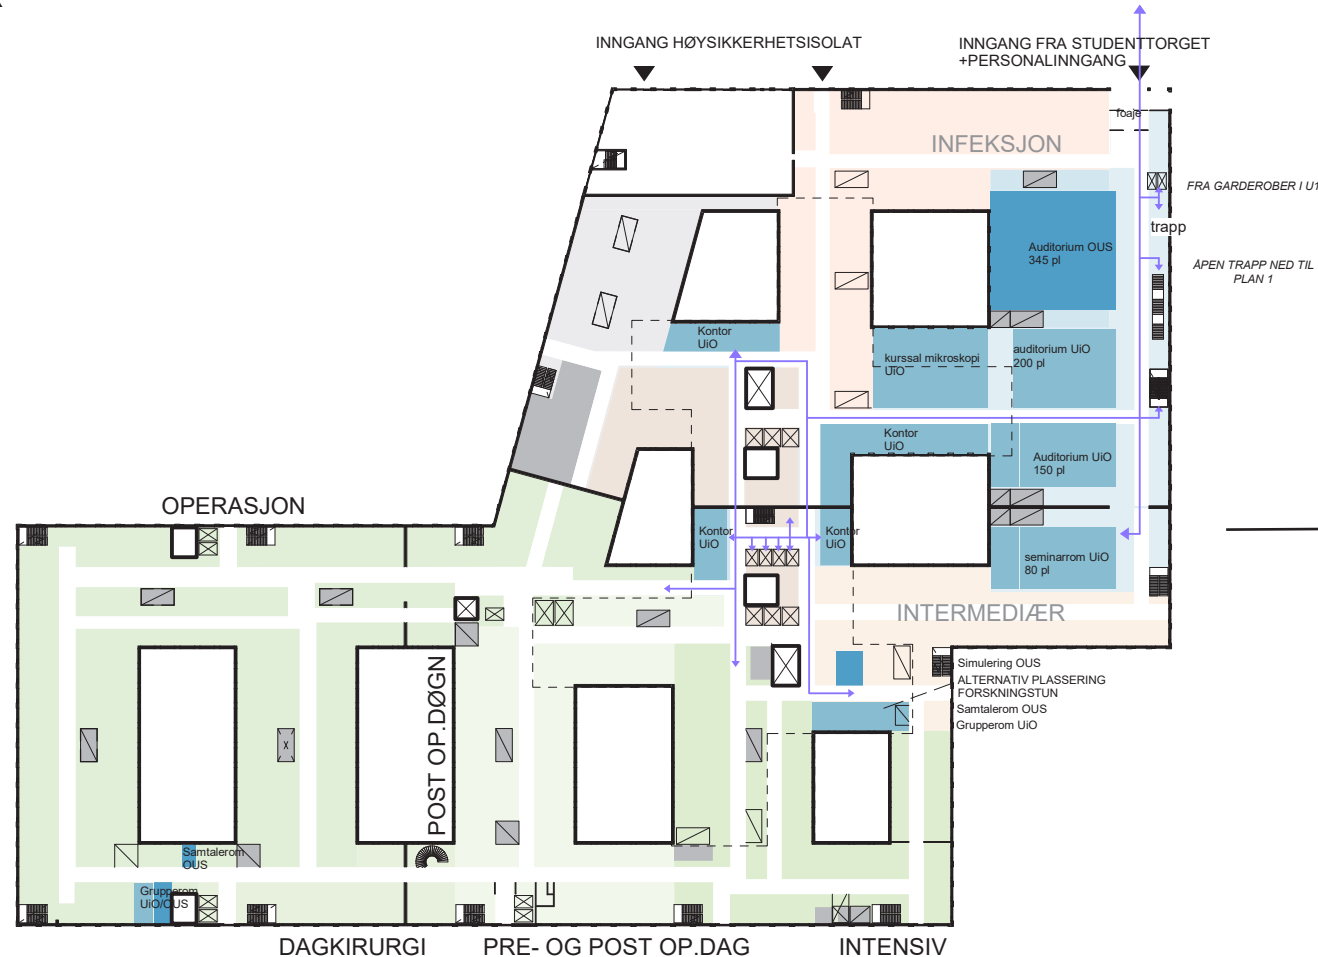 INNGANG HØYSIKKERHETSISOLAT
INNGANG FRA STUDENTTORGET
+PERSONALINNGANG
foaje
INFEKSJON
FRA GARDEROBER I U1
trapp
Auditorium OUS
345 pl
ÅPEN TRAPP NED TIL
PLAN 1
Kontor
UiO
kurssal mikroskopi
UiO
auditorium UiO
200 pl
Kontor
UiO
Auditorium UiO
150 pl
OPERASJON
Kontor
UiO
Kontor
UiO
seminarrom UiO
80 pl
INTERMEDIÆR
POST OP.DØGN
Simulering OUS
ALTERNATIV PLASSERING
FORSKNINGSTUN
Samtalerom OUS
Grupperom UiO
x
Samtalerom
OUS
Grupperom
UiO/OUS
DAGKIRURGI
PRE- OG POST OP.DAG
INTENSIV